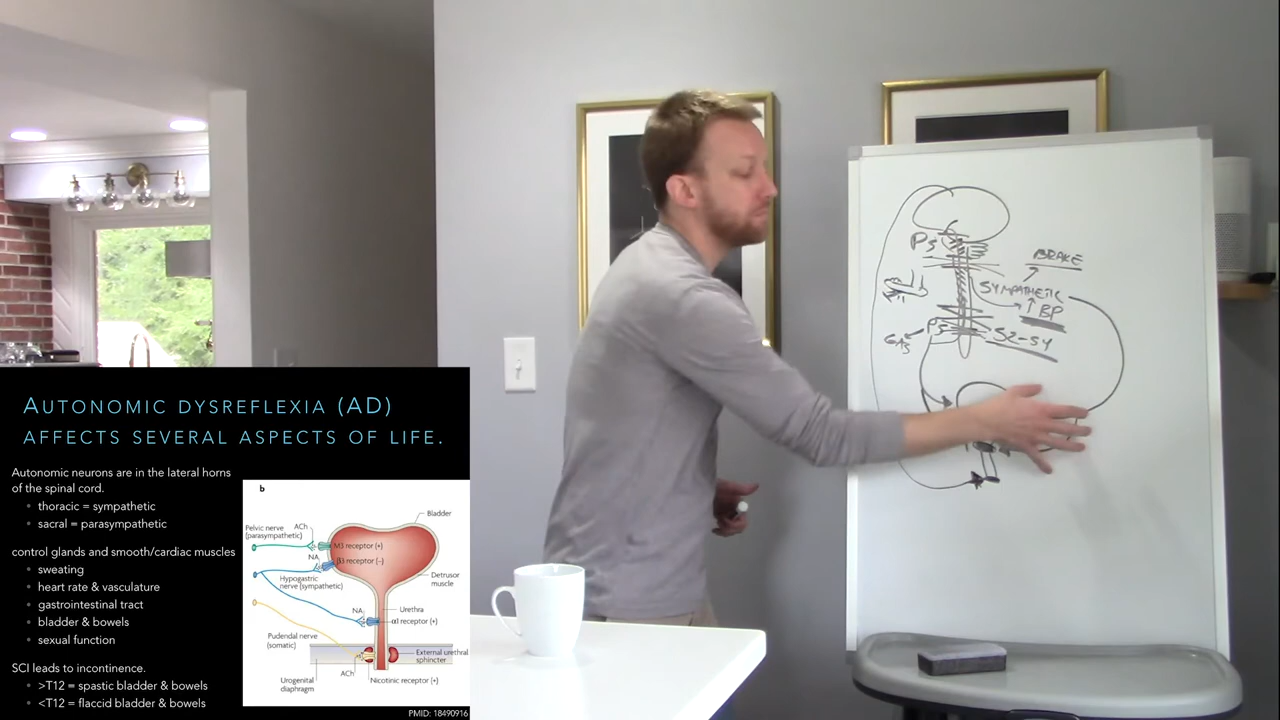 AUTONOMIC DYSREFLEXIA (AD)
AFFECTS SEVERAL ASPECTS OF LIFE.
Autonomic neurons are in the lateral horns
of the spinal cord.
• thoracic = sympathetic
• sacral = parasympathetic
control glands and smooth/cardiac muscles
• sweating
• heart rate & vasculature
• gastrointestinal tract
• bladder & bowels
• sexual function
SCI leads to incontinence.
• >T12 = spastic bladder & bowels
• <T12 = flaccid bladder & bowels
b
Bladder
Pelvic nerve
(parasympathetic)
ACh
M3 receptor (+)
NA
β3 receptor (–)
Hypogastric
nerve (sympathetic)
Detrusor
muscle
NA
Urethra
α1 receptor (+)
Pudendal nerve
(somatic)
External urethral
sphincter
Urogenital
diaphragm
ACh
Nicotinic receptor (+)
PMID: 18490916
PS
BRAKE
SYMPATHETIC
BP
PS
S2-S4